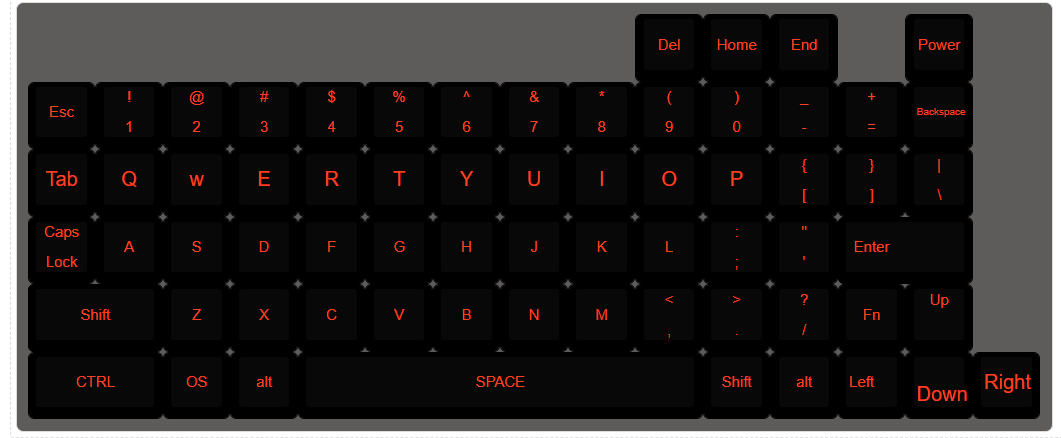 Del Home End Power
! @ # $ % ^ & * ( ) _ +
Esc 1 2 3 4 5 6 7 8 9 0 - = Backspace
{ } |
Tab Q w E R T Y U I O P [ ] \
Caps : "
A S D F G H J K L Enter
Lock ; '
< > ? Up
Shift Z X C V B N M Fn
, . /
CTRL OS alt SPACE Shift alt Left Down Right